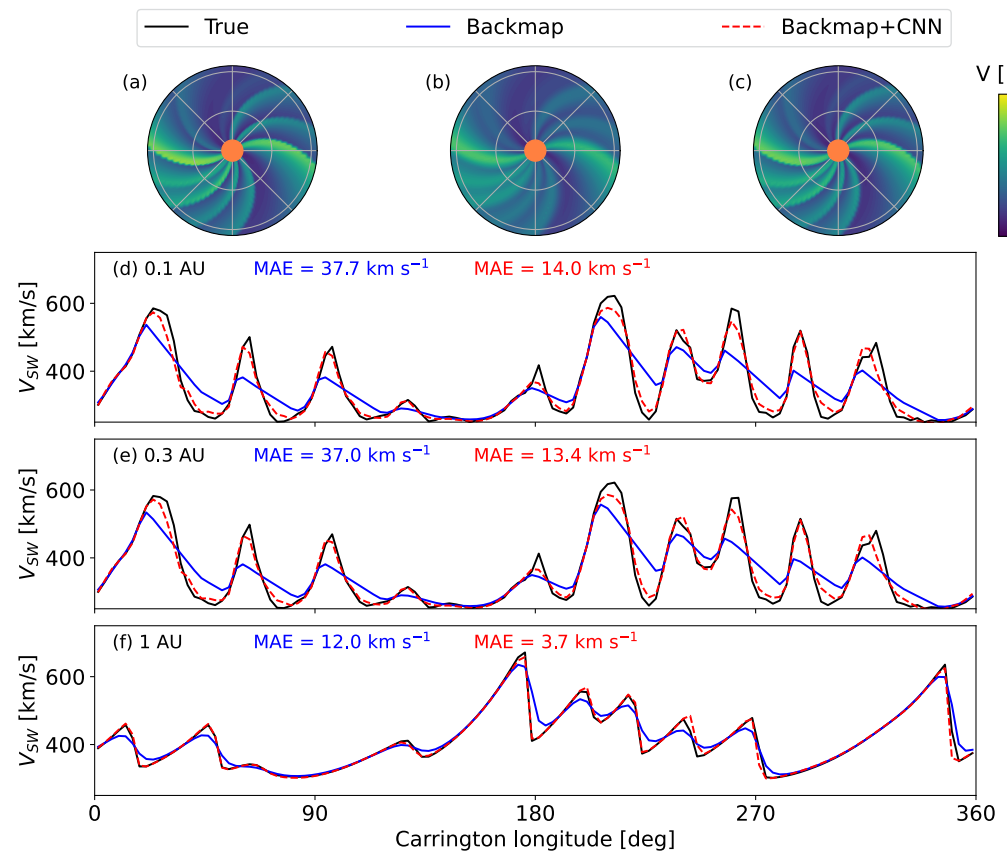 True Backmap Backmap+CNN
(a) (b) (c) V [
(d) 0.1 AU MAE = 37.7 km s⁻¹ MAE = 14.0 km s⁻¹
600
400
V_SW [km/s]
(e) 0.3 AU MAE = 37.0 km s⁻¹ MAE = 13.4 km s⁻¹
600
400
V_SW [km/s]
(f) 1 AU MAE = 12.0 km s⁻¹ MAE = 3.7 km s⁻¹
600
400
V_SW [km/s]
0 90 180 270 360
Carrington longitude [deg]